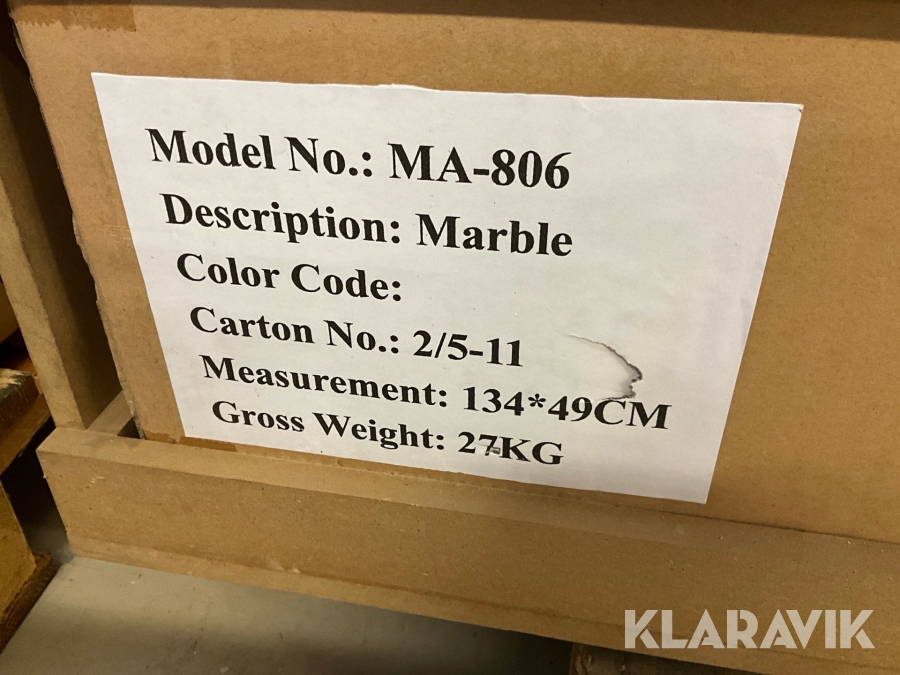 Model No.: MA-806
Description: Marble
Color Code:
Carton No.: 2/5-11
Measurement: 134*49CM
Gross Weight: 27KG
KLARAVIK